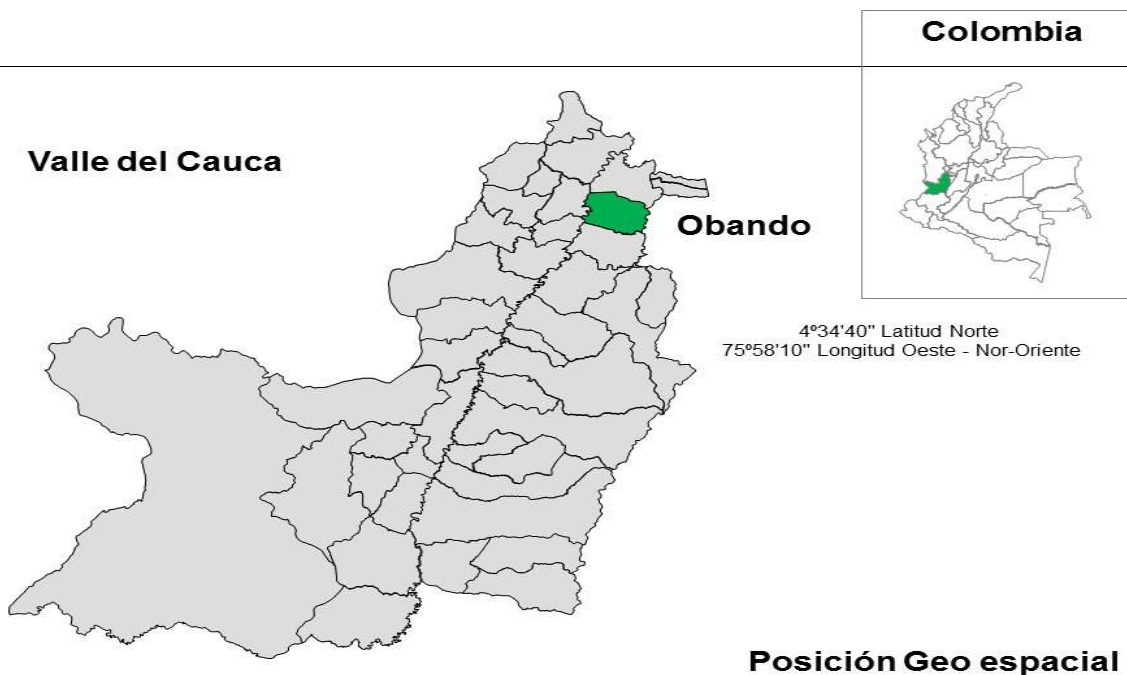 Colombia
Valle del Cauca
Obando
4º34'40" Latitud Norte
75º58'10" Longitud Oeste - Nor-Oriente
Posición Geo espacial